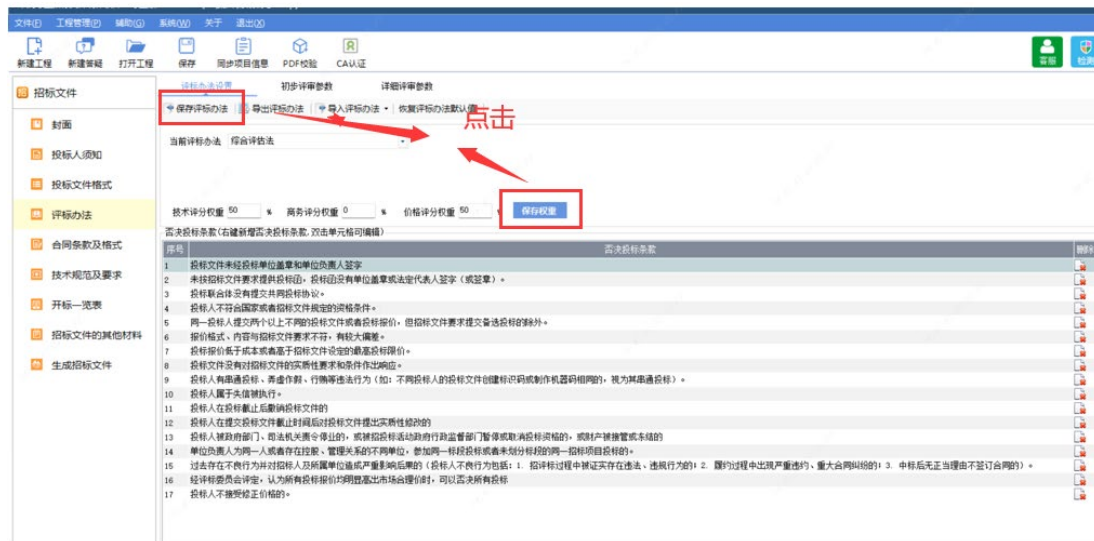 文件(F) 工程管理(P) 辅助(G) 系统(W) 关于 退出(X)
新建工程 新建答疑 打开工程 保存 同步项目信息 PDF校验 CA认证 客服 检测
招标文件
封面
投标人须知
投标文件格式
评标办法
合同条款及格式
技术规范及要求
开标一览表
招标文件的其他材料
生成招标文件
评标办法设置 初步评审参数 详细评审参数
保存评标办法 导出评标办法 导入评标办法 恢复评标办法默认值
点击
当前评标办法 综合评估法
技术评分权重 50 % 商务评分权重 0 % 价格评分权重 50 保存权重
否决投标条款(右键新增否决投标条款,双击单元格可编辑)
序号 否决投标条款 删除
1 投标文件未经投标单位盖章和单位负责人签字
2 未按招标文件要求提供投标函，投标函没有单位盖章或法定代表人签字（或签章）。
3 投标联合体没有提交共同投标协议。
4 投标人不符合国家或者招标文件规定的资格条件。
5 同一投标人提交两个以上不同的投标文件或者投标报价，但招标文件要求提交备选投标的除外。
6 报价格式、内容与招标文件要求不符，有较大偏差。
7 投标报价低于成本或者高于招标文件设定的最高投标限价。
8 投标文件没有对招标文件的实质性要求和条件作出响应。
9 投标人有串通投标、弄虚作假、行贿等违法行为（如：不同投标人的投标文件创建标识码或制作机器码相同的，视为其串通投标）。
10 投标人属于失信被执行。
11 投标人在投标截止后撤销投标文件的
12 投标人在提交投标文件截止时间后对投标文件提出实质性修改的
13 投标人被政府部门、司法机关责令停业的，或被招投标活动政府行政监督部门暂停或取消投标资格的，或财产被接管或冻结的
14 单位负责人为同一人或者存在控股、管理关系的不同单位，参加同一标段投标或者未划分标段的同一招标项目投标的。
15 过去存在不良行为并对招标人及所属单位造成严重影响后果的（投标人不良行为包括：1. 招评标过程中被证实存在违法、违规行为的；2. 履约过程中出现严重违约、重大合同纠纷的；3. 中标后无正当理由不签订合同的）。
16 经评标委员会评定，认为所有投标报价均明显高出市场合理价时，可以否决所有投标
17 投标人不接受修正价格的。